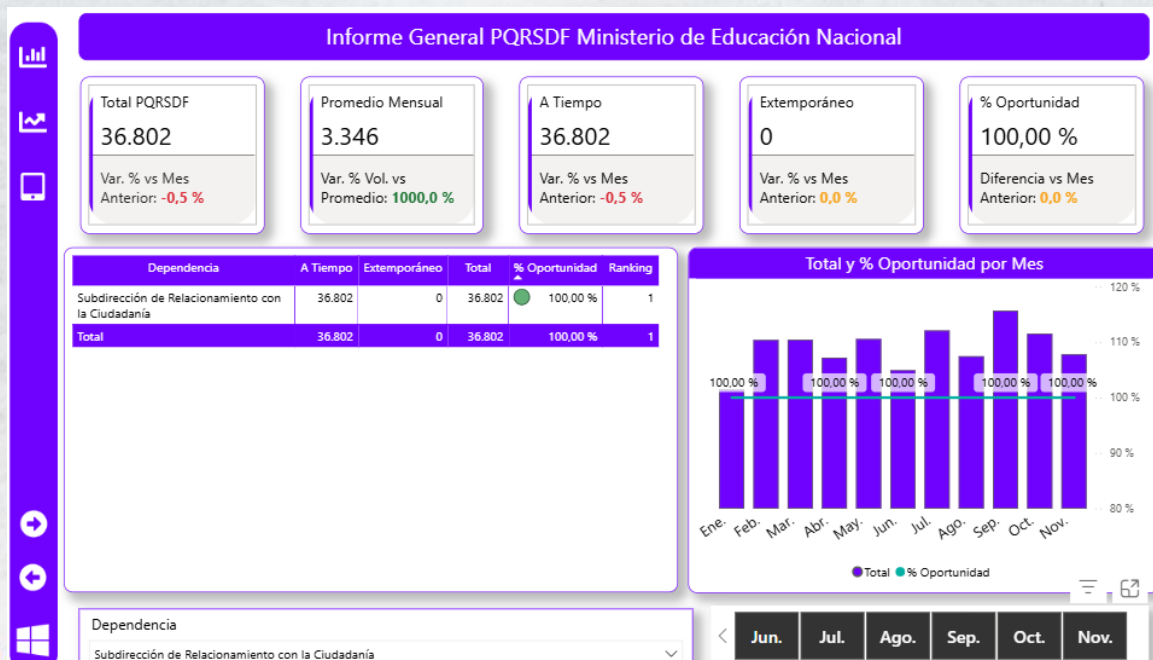 Informe General PQRSDF Ministerio de Educación Nacional
Total PQRSDF
36.802
Var. % vs Mes
Anterior: -0,5 %
Promedio Mensual
3.346
Var. % Vol. vs
Promedio: 1000,0 %
A Tiempo
36.802
Var. % vs Mes
Anterior: -0,5 %
Extemporáneo
0
Var. % vs Mes
Anterior: 0,0 %
% Oportunidad
100,00 %
Diferencia vs Mes
Anterior: 0,0 %
Dependencia A Tiempo Extemporáneo Total % Oportunidad Ranking
Subdirección de Relacionamiento con 36.802 0 36.802 100,00 % 1
la Ciudadanía
Total 36.802 0 36.802 100,00 % 1
Total y % Oportunidad por Mes
120 %
110 %
100,00 % 100,00 % 100,00 % 100,00 % 100,00 %
100 %
90 %
80 %
Ene. Feb. Mar. Abr. May. Jun. Jul. Ago. Sep. Oct. Nov.
Total % Oportunidad
Dependencia
Subdirección de Relacionamiento con la Ciudadanía
Jun. Jul. Ago. Sep. Oct. Nov.